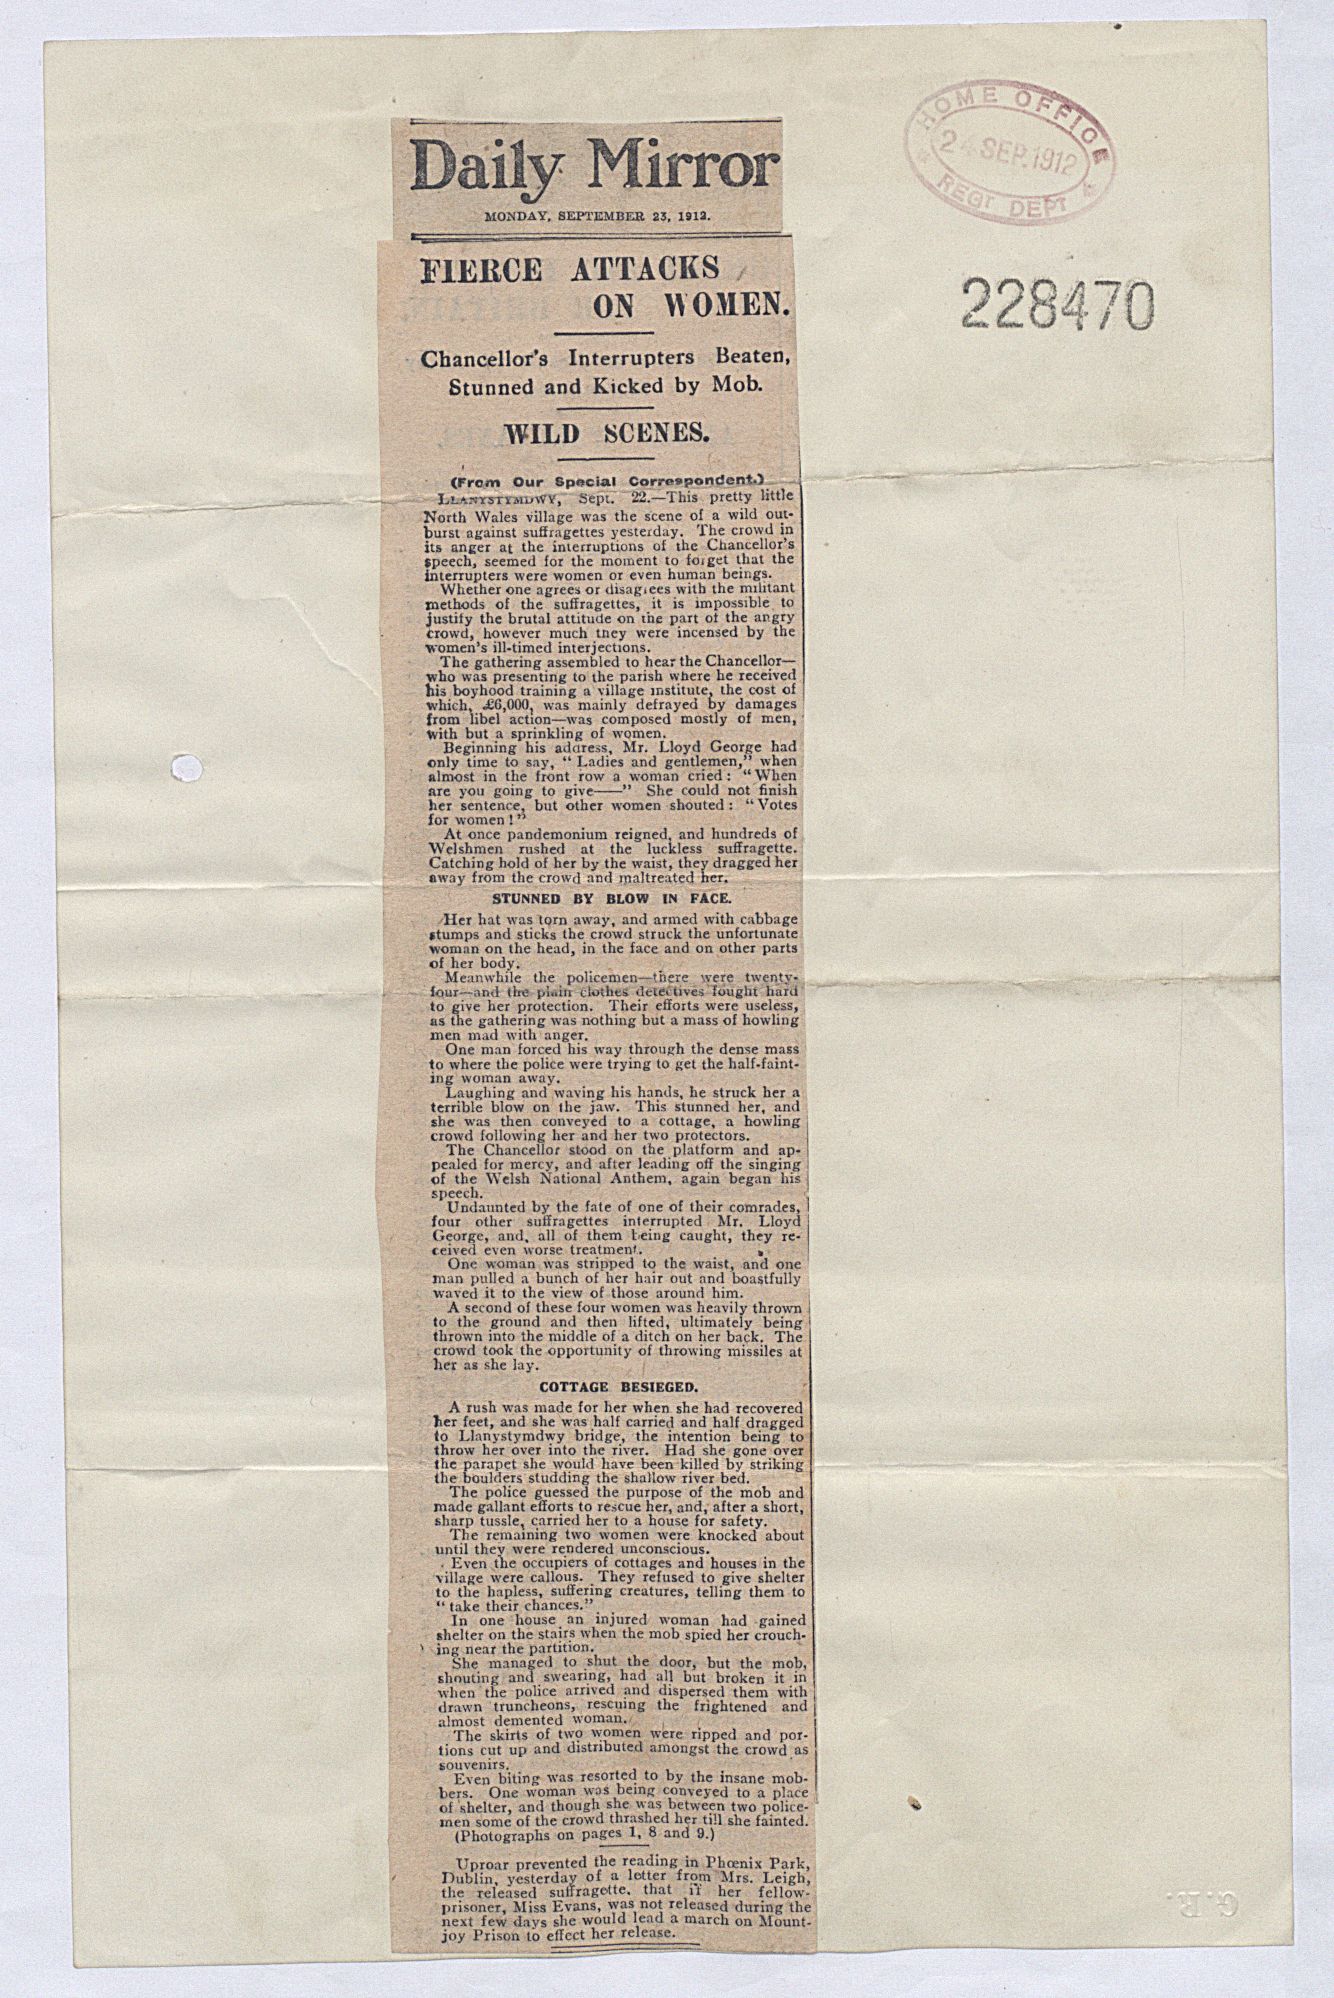 HOME OFFICE
24 SEP. 1912
REGT DEPT
228470
Daily Mirror
MONDAY, SEPTEMBER 23, 1912.
FIERCE ATTACKS
ON WOMEN.
Chancellor's Interrupters Beaten,
Stunned and Kicked by Mob.
WILD SCENES.
(From Our Special Correspondent.)
LLANYSTYMDWY, Sept. 22.—This pretty little
North Wales village was the scene of a wild out-
burst against suffragettes yesterday. The crowd in
its anger at the interruptions of the Chancellor's
speech, seemed for the moment to forget that the
interrupters were women or even human beings.
Whether one agrees or disagrees with the militant
methods of the suffragettes, it is impossible to
justify the brutal attitude on the part of the angry
crowd, however much they were incensed by the
women's ill-timed interjections.
The gathering assembled to hear the Chancellor—
who was presenting to the parish where he received
his boyhood training a village institute, the cost of
which, £6,000, was mainly defrayed by damages
from libel action—was composed mostly of men,
with but a sprinkling of women.
Beginning his address, Mr. Lloyd George had
only time to say, "Ladies and gentlemen," when
almost in the front row a woman cried: "When
are you going to give——" She could not finish
her sentence, but other women shouted: "Votes
for women!"
At once pandemonium reigned, and hundreds of
Welshmen rushed at the luckless suffragette.
Catching hold of her by the waist, they dragged her
away from the crowd and maltreated her.
STUNNED BY BLOW IN FACE.
Her hat was torn away, and armed with cabbage
stumps and sticks the crowd struck the unfortunate
woman on the head, in the face and on other parts
of her body.
Meanwhile the policemen—there were twenty-
four—and the plain clothes detectives fought hard
to give her protection. Their efforts were useless,
as the gathering was nothing but a mass of howling
men mad with anger.
One man forced his way through the dense mass
to where the police were trying to get the half-faint-
ing woman away.
Laughing and waving his hands, he struck her a
terrible blow on the jaw. This stunned her, and
she was then conveyed to a cottage, a howling
crowd following her and her two protectors.
The Chancellor stood on the platform and ap-
pealed for mercy, and after leading off the singing
of the Welsh National Anthem, again began his
speech.
Undaunted by the fate of one of their comrades,
four other suffragettes interrupted Mr. Lloyd
George, and, all of them being caught, they re-
ceived even worse treatment.
One woman was stripped to the waist, and one
man pulled a bunch of her hair out and boastfully
waved it to the view of those around him.
A second of these four women was heavily thrown
to the ground and then lifted, ultimately being
thrown into the middle of a ditch on her back. The
crowd took the opportunity of throwing missiles at
her as she lay.
COTTAGE BESIEGED.
A rush was made for her when she had recovered
her feet, and she was half carried and half dragged
to Llanystymdwy bridge, the intention being to
throw her over into the river. Had she gone over
the parapet she would have been killed by striking
the boulders studding the shallow river bed.
The police guessed the purpose of the mob and
made gallant efforts to rescue her, and, after a short,
sharp tussle, carried her to a house for safety.
The remaining two women were knocked about
until they were rendered unconscious.
Even the occupiers of cottages and houses in the
village were callous. They refused to give shelter
to the hapless, suffering creatures, telling them to
"take their chances."
In one house an injured woman had gained
shelter on the stairs when the mob spied her crouch-
ing near the partition.
She managed to shut the door, but the mob,
shouting and swearing, had all but broken it in
when the police arrived and dispersed them with
drawn truncheons, rescuing the frightened and
almost demented woman.
The skirts of two women were ripped and por-
tions cut up and distributed amongst the crowd as
souvenirs.
Even biting was resorted to by the insane mob-
bers. One woman was being conveyed to a place
of shelter, and though she was between two police-
men some of the crowd thrashed her till she fainted.
(Photographs on pages 1, 8 and 9.)
Uproar prevented the reading in Phœnix Park,
Dublin, yesterday of a letter from Mrs. Leigh,
the released suffragette, that if her fellow-
prisoner, Miss Evans, was not released during the
next few days she would lead a march on Mount-
joy Prison to effect her release.
G.R.